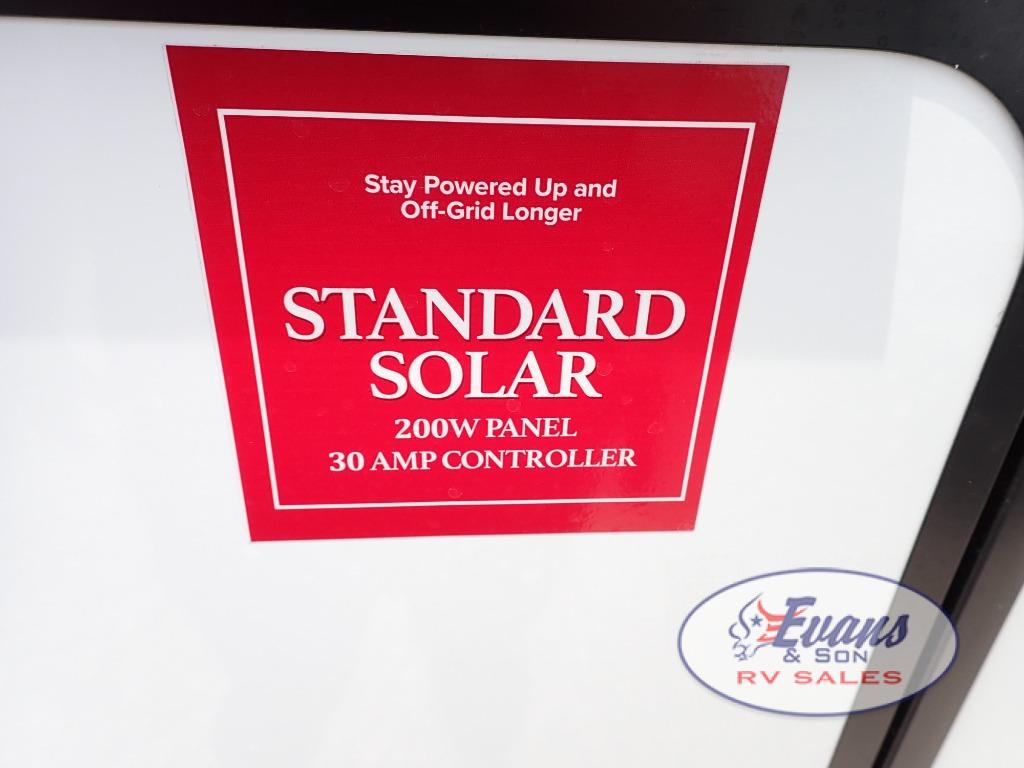 Stay Powered Up and
Off-Grid Longer
STANDARD
SOLAR
200W PANEL
30 AMP CONTROLLER
Evans
& SON
RV SALES